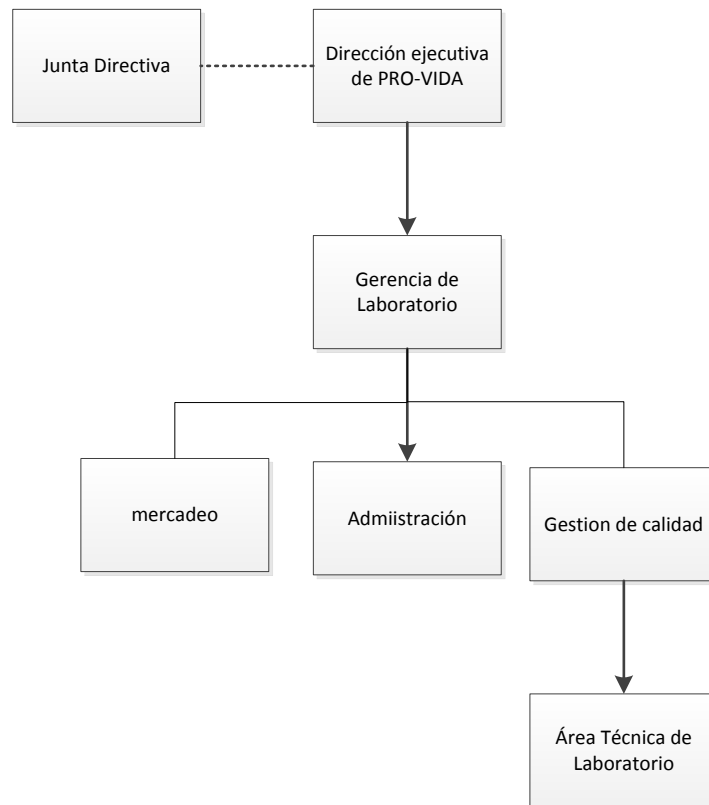 Junta Directiva
Dirección ejecutiva
de PRO-VIDA
Gerencia de
Laboratorio
mercadeo
Admiistración
Gestion de calidad
Área Técnica de
Laboratorio